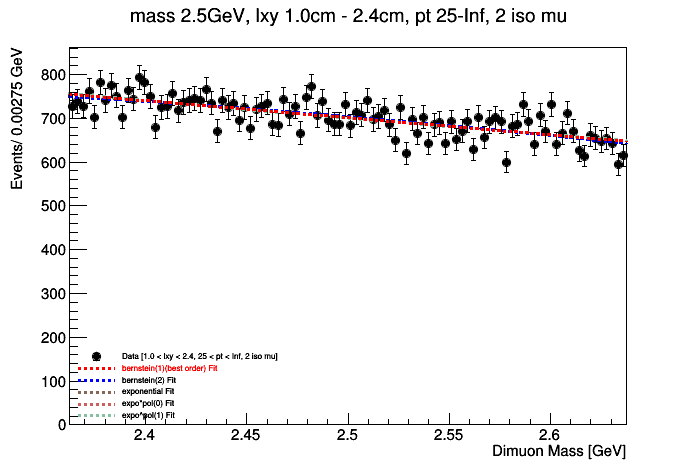 mass 2.5GeV, lxy 1.0cm - 2.4cm, pt 25-Inf, 2 iso mu
Events/ 0.00275 GeV
800
700
600
500
400
300
200
100
0
Data [1.0 < lxy < 2.4, 25 < pt < Inf, 2 iso mu]
bernstein(1)(best order) Fit
bernstein(2) Fit
exponential Fit
expo*pol(0) Fit
expo*pol(1) Fit
2.4
2.45
2.5
2.55
2.6
Dimuon Mass [GeV]